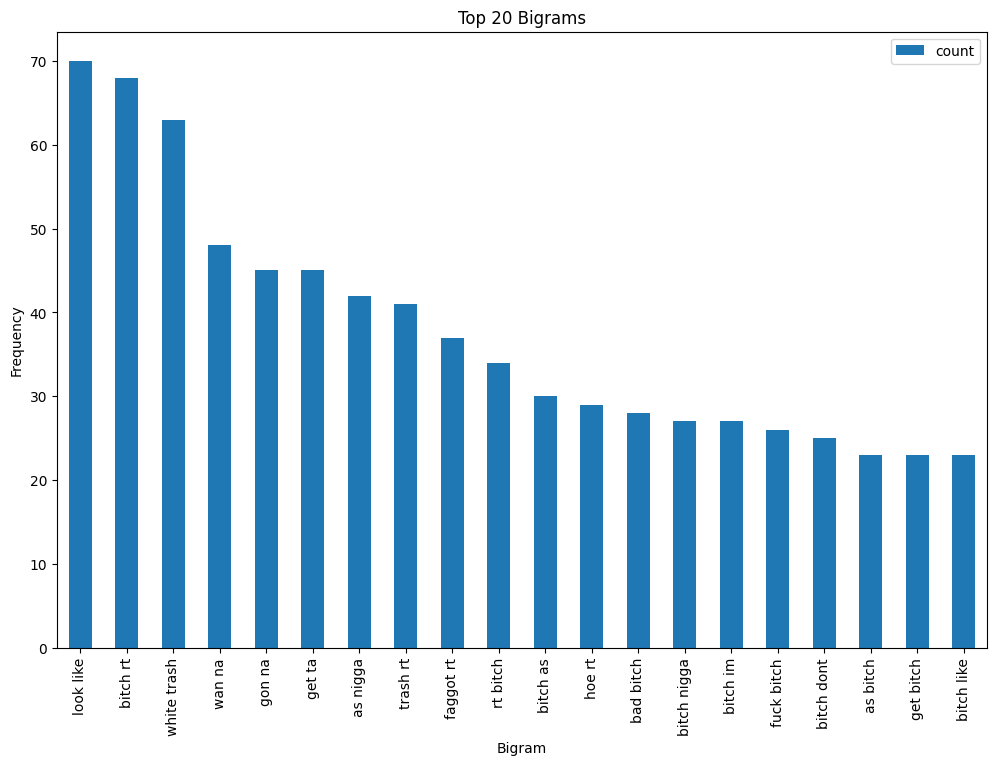 Top 20 Bigrams
count
Frequency
70
60
50
40
30
20
10
0
look like
bitch rt
white trash
wan na
gon na
get ta
as nigga
trash rt
faggot rt
rt bitch
bitch as
hoe rt
bad bitch
bitch nigga
bitch im
fuck bitch
bitch dont
as bitch
get bitch
bitch like
Bigram